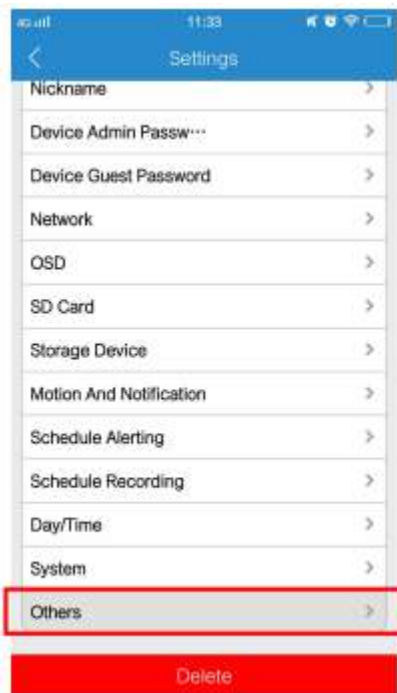 4G 11:33
Settings
Nickname
Device Admin Passw···
Device Guest Password
Network
OSD
SD Card
Storage Device
Motion And Notification
Schedule Alerting
Schedule Recording
Day/Time
System
Others
Delete